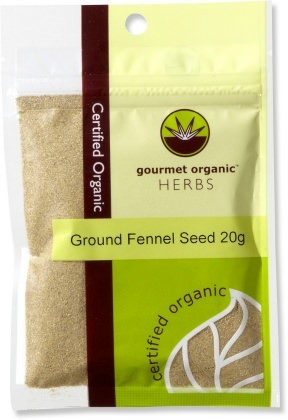 Certified Organic
gourmet organic™
HERBS
Ground Fennel Seed 20g
certified organic